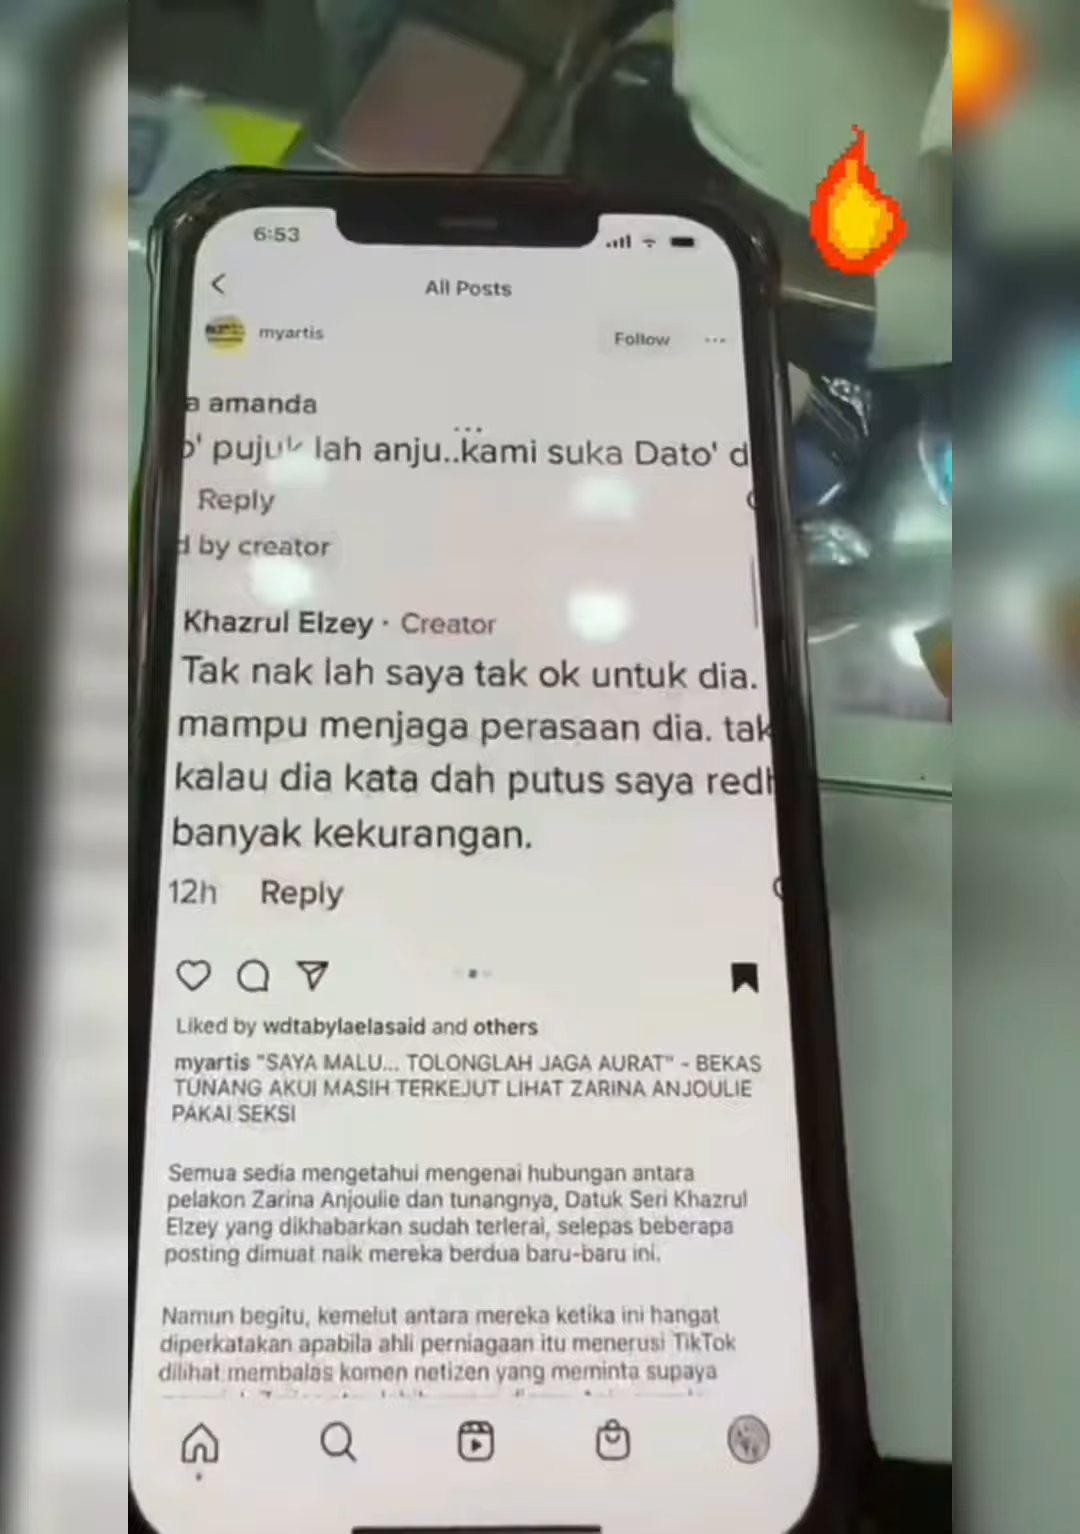 6:53
All Posts
myartis
Follow
a amanda
pujuk lah anju..kami suka Dato' d
Reply
d by creator
Khazrul Elzey · Creator
Tak nak lah saya tak ok untuk dia.
mampu menjaga perasaan dia. tak
kalau dia kata dah putus saya red
banyak kekurangan.
12h Reply
Liked by wdtabylaelasaid and others
myartis "SAYA MALU... TOLONGLAH JAGA AURAT" - BEKAS
TUNANG AKUI MASIH TERKEJUT LIHAT ZARINA ANJOULIE
PAKAI SEKSI
Semua sedia mengetahui mengenai hubungan antara
pelakon Zarina Anjoulie dan tunangnya, Datuk Seri Khazrul
Elzey yang dikhabarkan sudah terlerai, selepas beberapa
posting dimuat naik mereka berdua baru-baru ini.
Namun begitu, kemelut antara mereka ketika ini hangat
diperkatakan apabila ahli perniagaan itu menerusi TikTok
dilihat membalas komen netizen yang meminta supaya